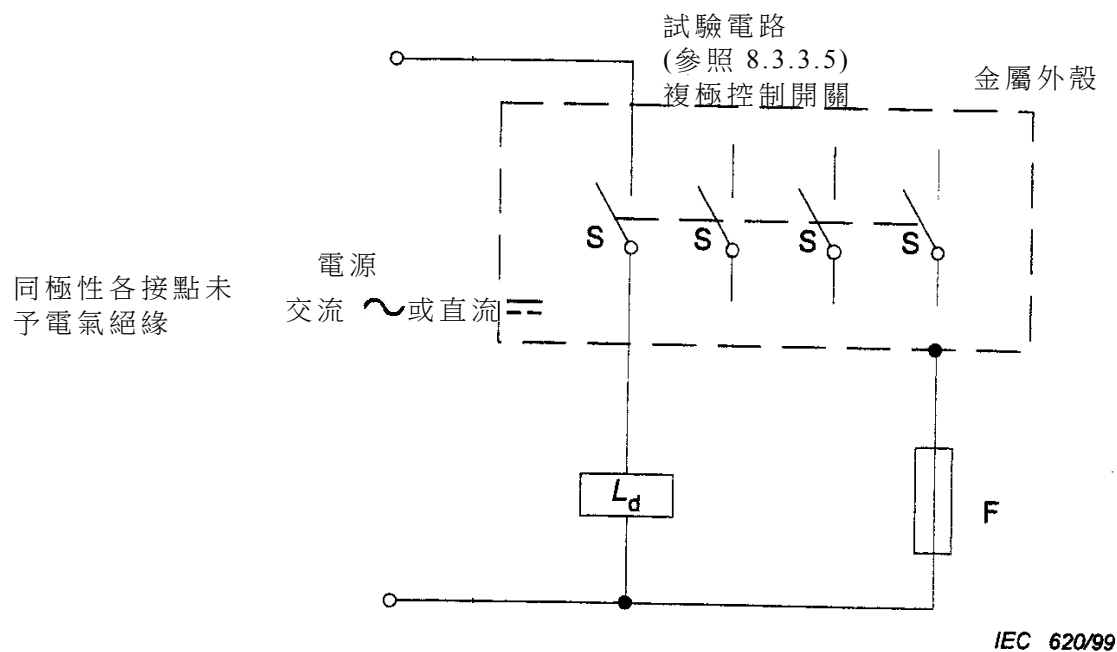 試驗電路
(參照 8.3.3.5)
複極控制開關
金屬外殼
S S S S
電源
交流 ～或直流
同極性各接點未
予電氣絕緣
Ld
F
IEC 620/99